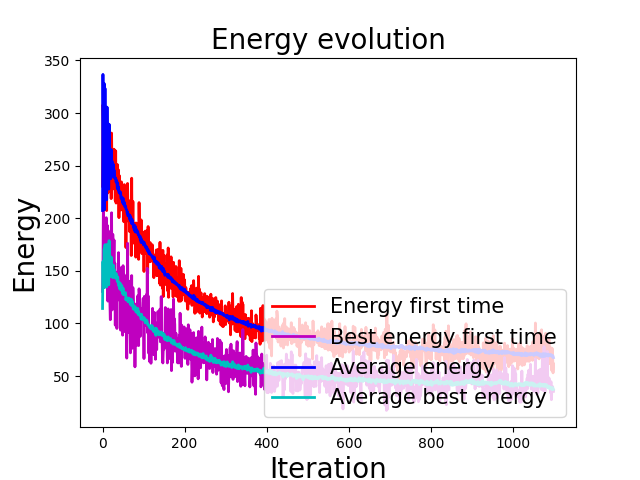 Energy evolution
350
300
250
200
150
100
50
Energy
0
200
400
600
800
1000
Iteration
Energy first time
Best energy first time
Average energy
Average best energy